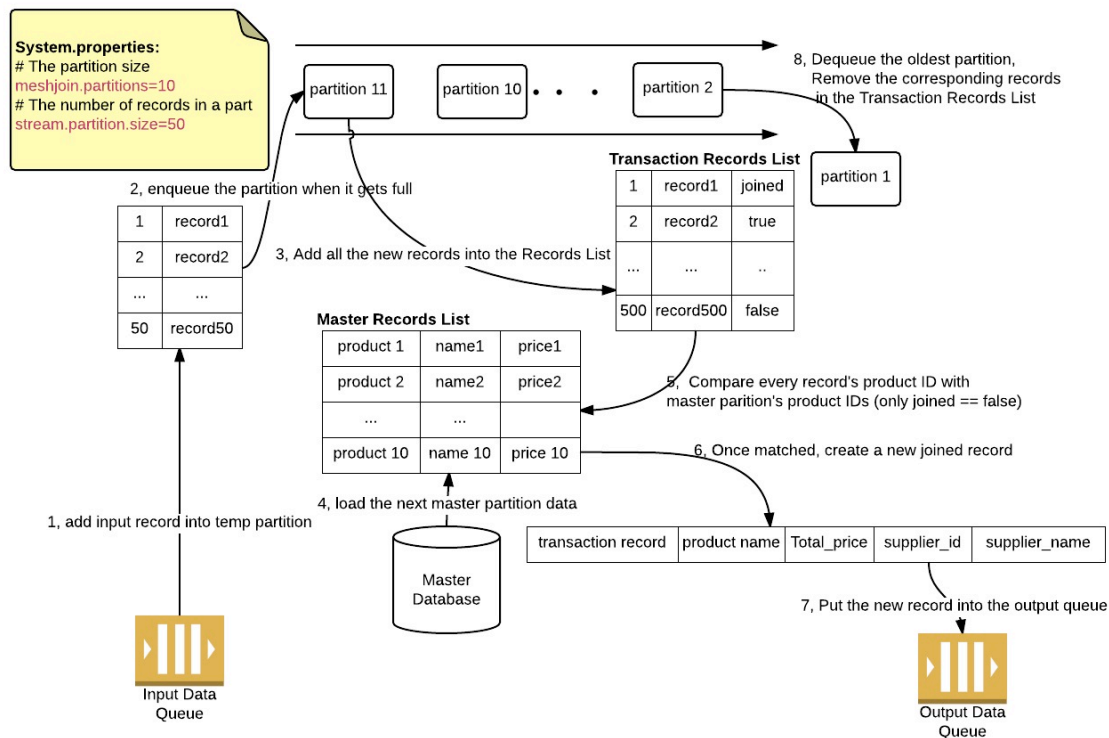 System.properties:
# The partition size
meshjoin.partitions=10
# The number of records in a part
stream.partition.size=50
partition 11
partition 10
. . .
partition 2
8, Dequeue the oldest partition,
Remove the corresponding records
in the Transaction Records List
partition 1
2, enqueue the partition when it gets full
1 record1
2 record2
... ...
50 record50
Transaction Records List
1 record1 joined
2 record2 true
... ... ..
500 record500 false
3, Add all the new records into the Records List
Master Records List
product 1 name1 price1
product 2 name2 price2
... ...
product 10 name 10 price 10
5, Compare every record's product ID with
master parition's product IDs (only joined == false)
6, Once matched, create a new joined record
4, load the next master partition data
1, add input record into temp partition
Master
Database
transaction record product name Total_price supplier_id supplier_name
7, Put the new record into the output queue
Input Data
Queue
Output Data
Queue